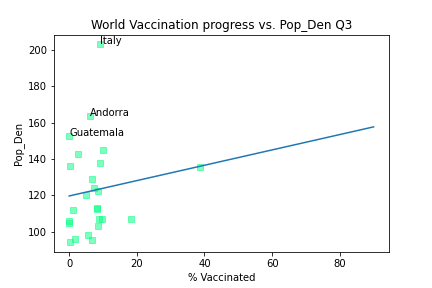 World Vaccination progress vs. Pop_Den Q3
Italy
200
180
Andorra
160
Guatemala
140
120
100
Pop_Den
0
20
40
60
80
% Vaccinated